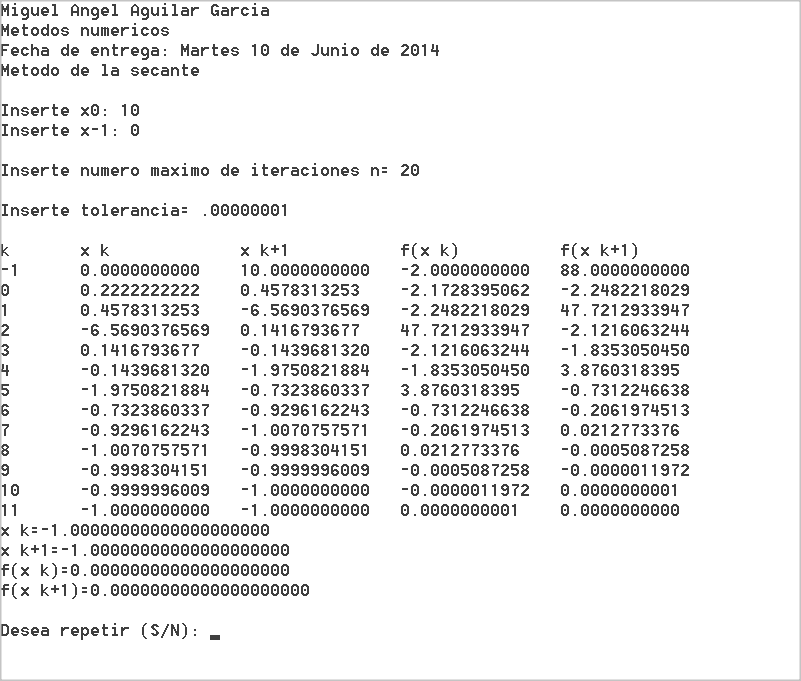 Miguel Angel Aguilar Garcia
Metodos numericos
Fecha de entrega: Martes 10 de Junio de 2014
Metodo de la secante
Inserte x0: 10
Inserte x-1: 0
Inserte numero maximo de iteraciones n= 20
Inserte tolerancia= .00000001
k x k x k+1 f(x k) f(x k+1)
-1 0.0000000000 10.0000000000 -2.0000000000 88.0000000000
0 0.2222222222 0.4578313253 -2.1728395062 -2.2482218029
1 0.4578313253 -6.5690376569 -2.2482218029 47.7212933947
2 -6.5690376569 0.1416793677 47.7212933947 -2.1216063244
3 0.1416793677 -0.1439681320 -2.1216063244 -1.8353050450
4 -0.1439681320 -1.9750821884 -1.8353050450 3.8760318395
5 -1.9750821884 -0.7323860337 3.8760318395 -0.7312246638
6 -0.7323860337 -0.9296162243 -0.7312246638 -0.2061974513
7 -0.9296162243 -1.0070757571 -0.2061974513 0.0212773376
8 -1.0070757571 -0.9998304151 0.0212773376 -0.0005087258
9 -0.9998304151 -0.9999996009 -0.0005087258 -0.0000011972
10 -0.9999996009 -1.0000000000 -0.0000011972 0.0000000001
11 -1.0000000000 -1.0000000000 0.0000000001 0.0000000000
x k=-1.00000000000000000000
x k+1=-1.00000000000000000000
f(x k)=0.00000000000000000000
f(x k+1)=0.00000000000000000000
Desea repetir (S/N): _